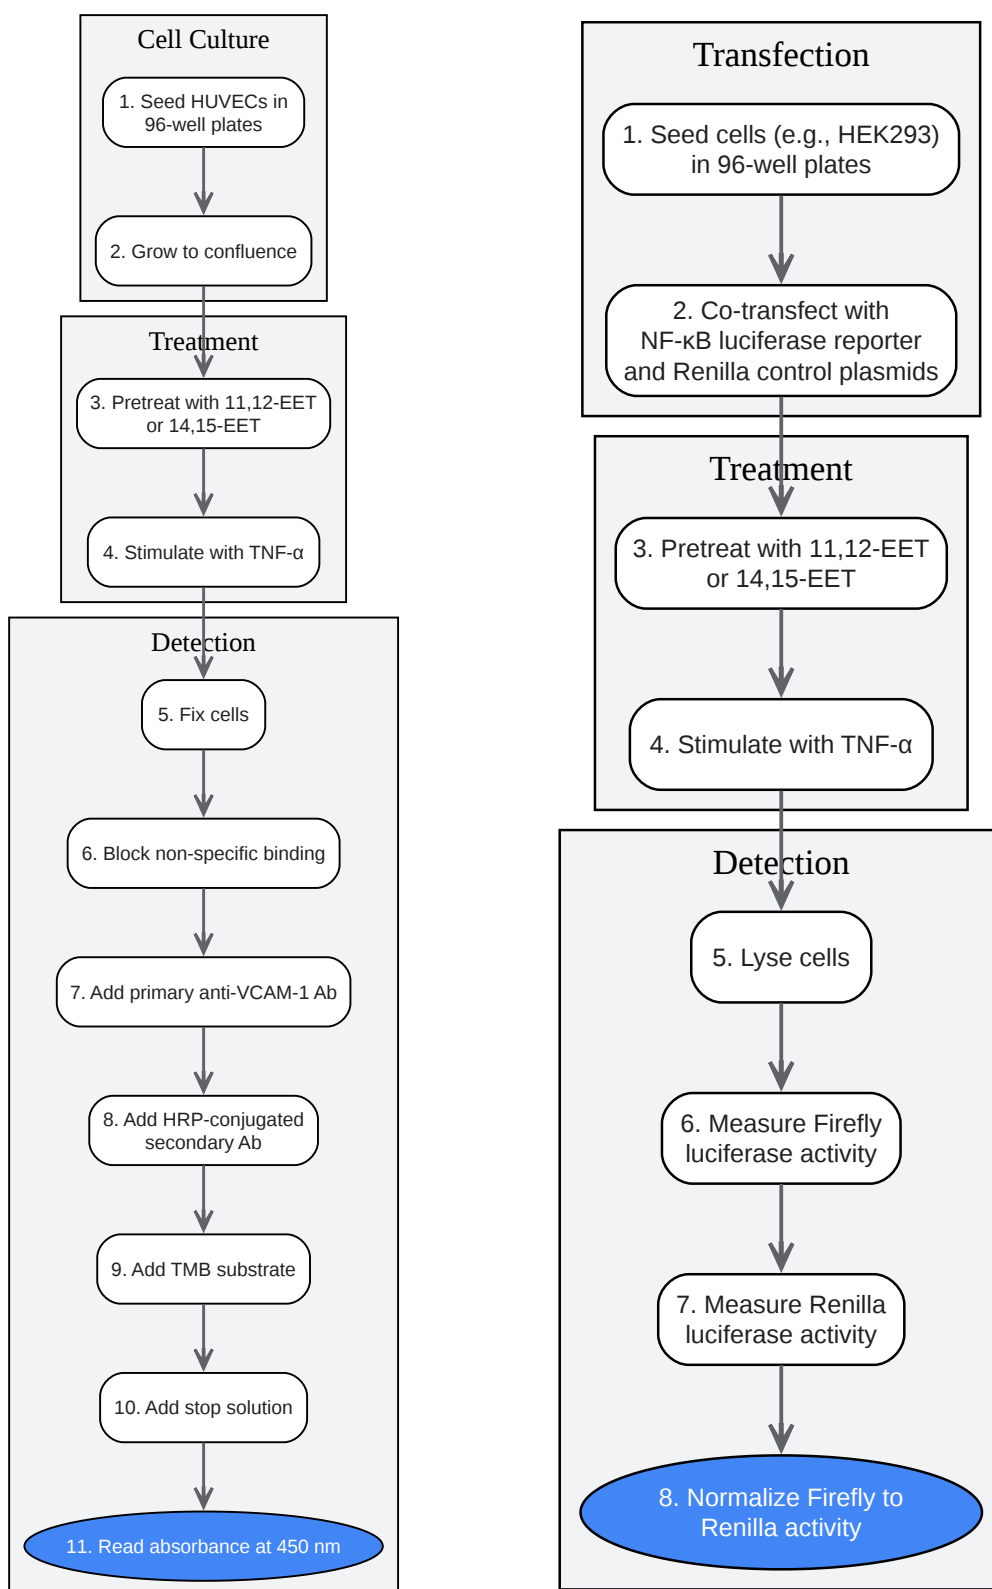 Cell Culture
1. Seed HUVECs in
96-well plates
2. Grow to confluence
Treatment
3. Pretreat with 11,12-EET
or 14,15-EET
4. Stimulate with TNF-α
Detection
5. Fix cells
6. Block non-specific binding
7. Add primary anti-VCAM-1 Ab
8. Add HRP-conjugated
secondary Ab
9. Add TMB substrate
10. Add stop solution
11. Read absorbance at 450 nm
Transfection
1. Seed cells (e.g., HEK293)
in 96-well plates
2. Co-transfect with
NF-κB luciferase reporter
and Renilla control plasmids
Treatment
3. Pretreat with 11,12-EET
or 14,15-EET
4. Stimulate with TNF-α
Detection
5. Lyse cells
6. Measure Firefly
luciferase activity
7. Measure Renilla
luciferase activity
8. Normalize Firefly to
Renilla activity